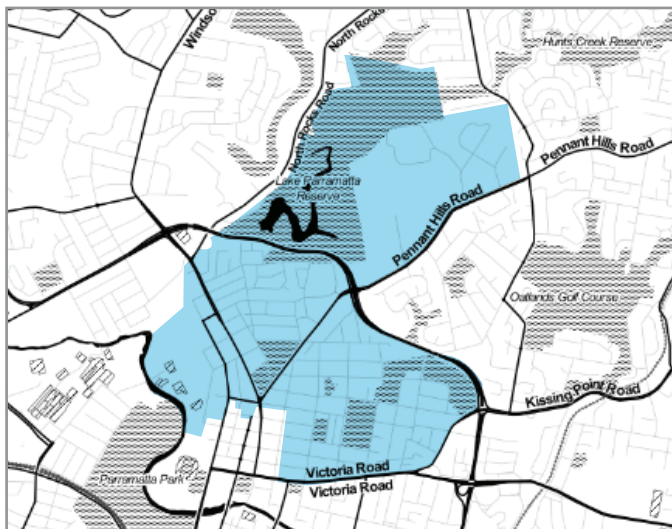 Windso
North Rocks
Hunts Creek Reserve
North Rocks Road
Pennant Hills Road
Lake Parramatta
Reserve
Pennant Hills Road
Oatlands Golf Course
Kissing Point Road
Victoria Road
Victoria Road
Parramatta Park